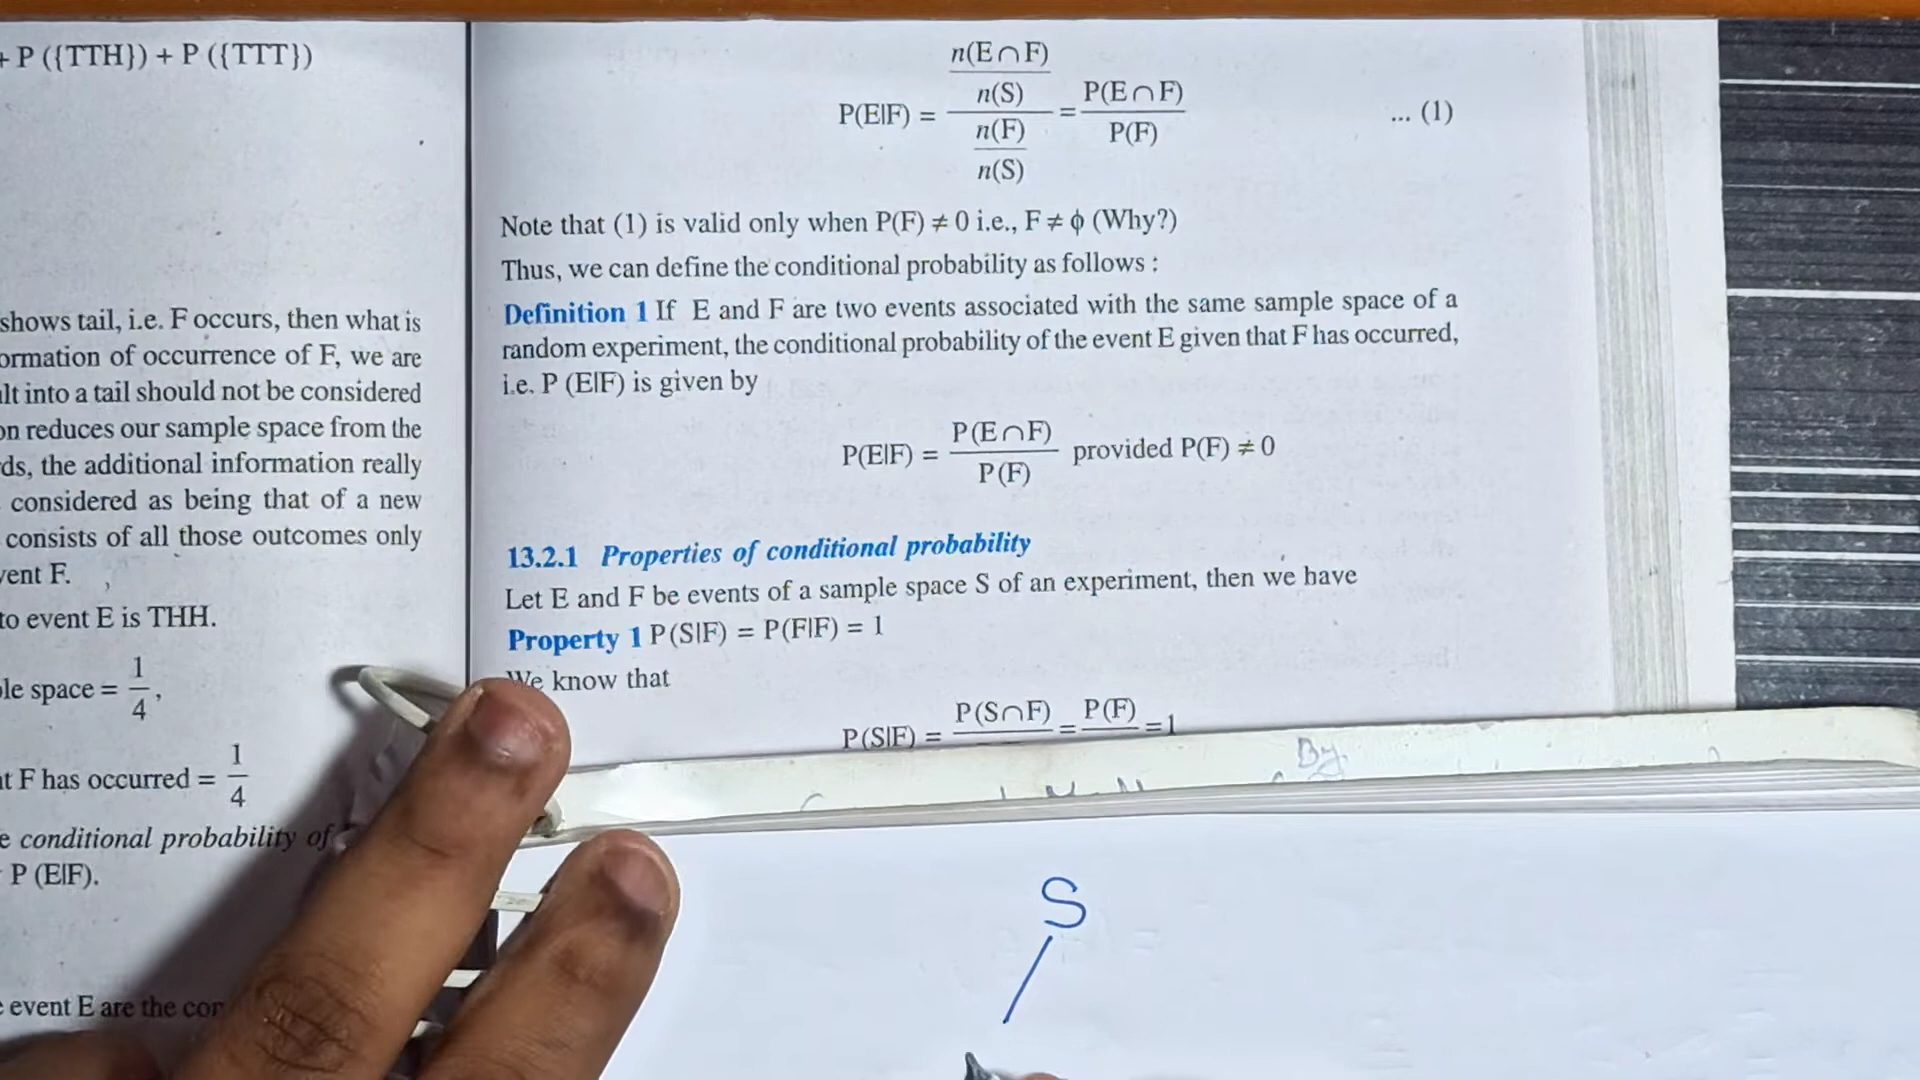 + P ({TTH}) + P ({TTT})
shows tail, i.e. F occurs, then what is
ormation of occurrence of F, we are
lt into a tail should not be considered
on reduces our sample space from the
ds, the additional information really
considered as being that of a new
consists of all those outcomes only
vent F.
to event E is THH.
le space = 1/4,
t F has occurred = 1/4
e conditional probability of
P (E|F).
event E are the
P(E|F) = (n(E∩F)/n(S))/(n(F)/n(S)) = P(E∩F)/P(F) ... (1)
Note that (1) is valid only when P(F) ≠ 0 i.e., F ≠ ϕ (Why?)
Thus, we can define the conditional probability as follows :
Definition 1 If E and F are two events associated with the same sample space of a
random experiment, the conditional probability of the event E given that F has occurred,
i.e. P (E|F) is given by
P(E|F) = P(E∩F)/P(F) provided P(F) ≠ 0
13.2.1 Properties of conditional probability
Let E and F be events of a sample space S of an experiment, then we have
Property 1 P(S|F) = P(F|F) = 1
We know that
P(S|F) = P(S∩F) = P(F) = 1
By
S